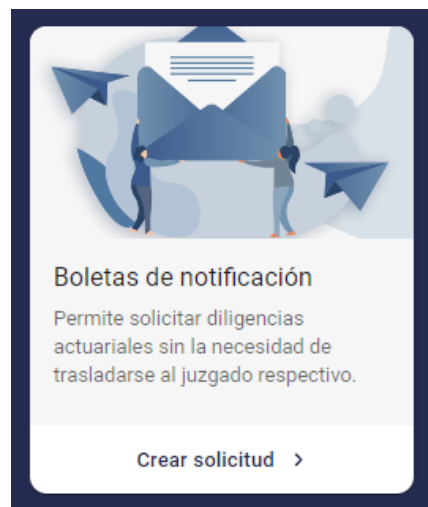 Boletas de notificación
Permite solicitar diligencias
actuariales sin la necesidad de
trasladarse al juzgado respectivo.
Crear solicitud